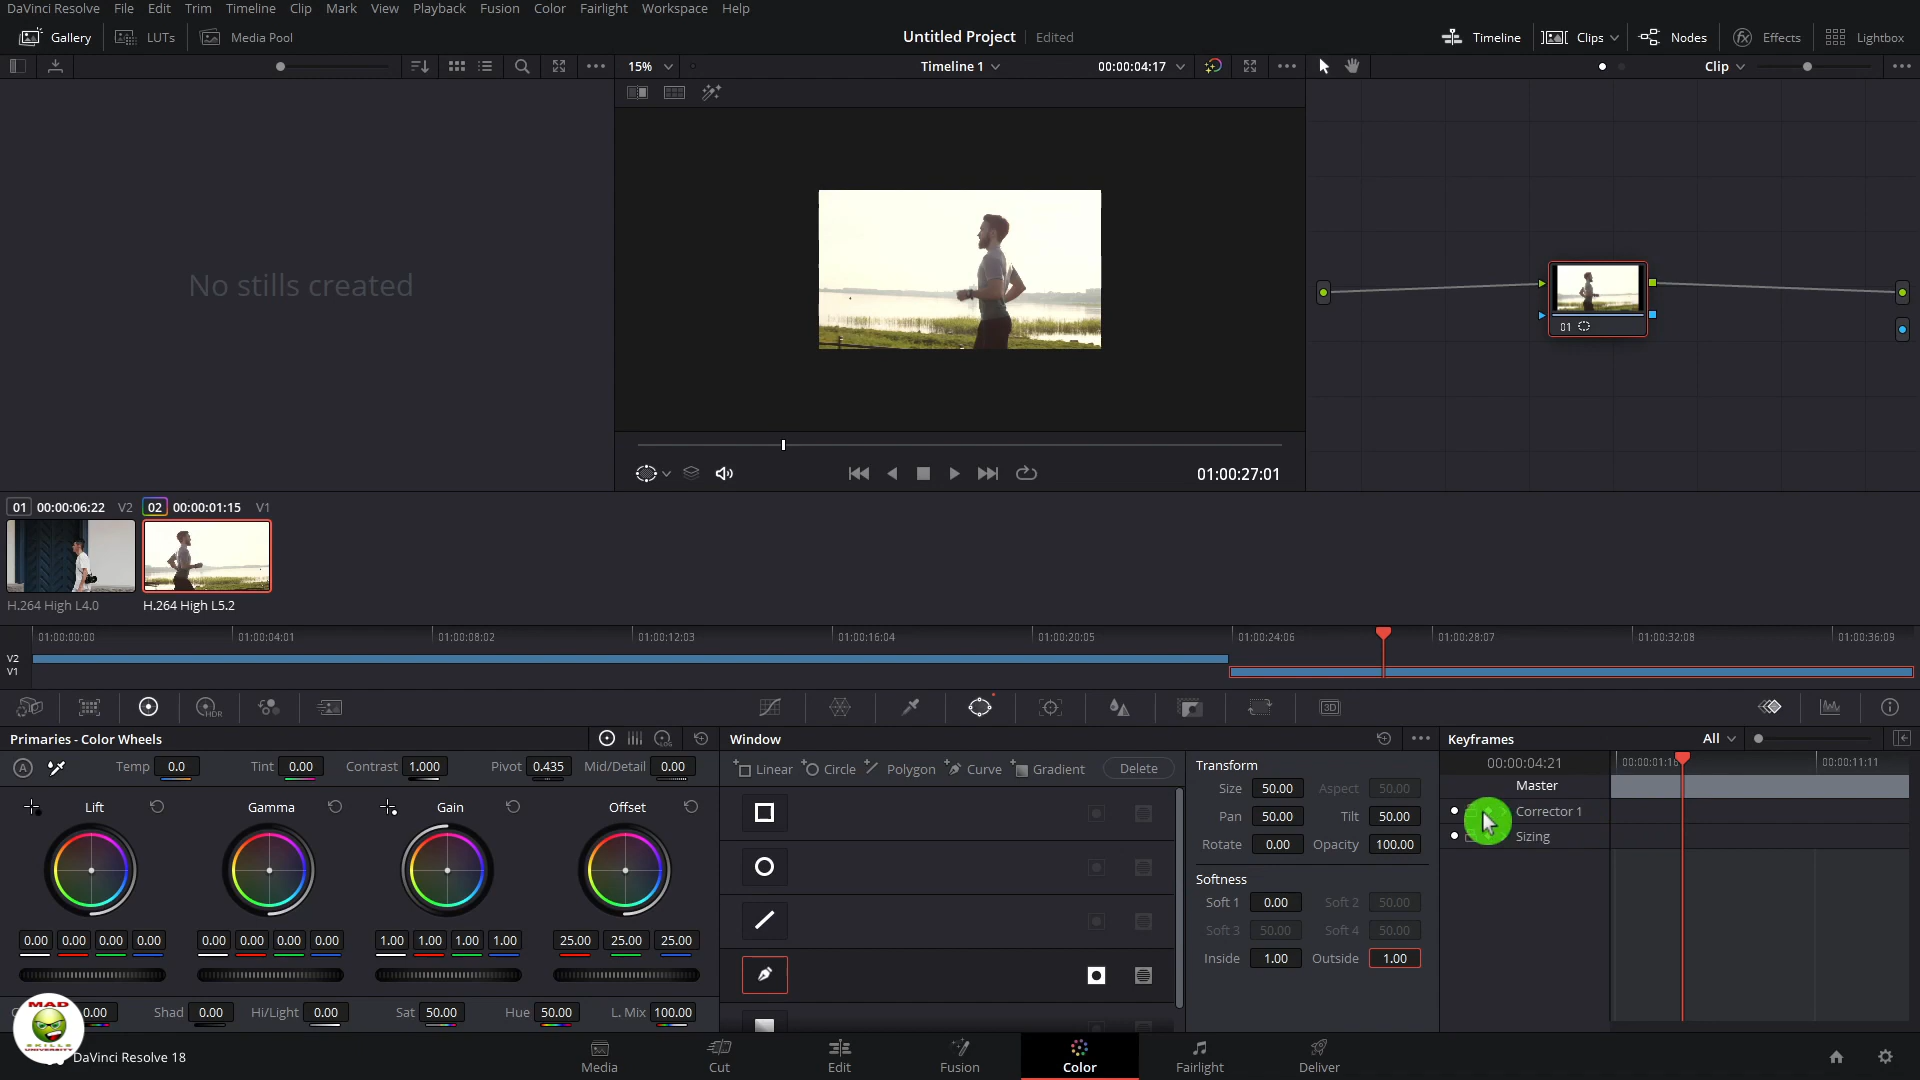 DaVinci Resolve File Edit Trim Timeline Clip Mark View Playback Fusion Color Fairlight Workspace Help
Gallery LUTs Media Pool Untitled Project Edited Timeline Clips Nodes Effects Lightbox
15% Timeline 1 00:00:04:17 Clip
No stills created
01
01:00:27:01
01 00:00:06:22 V2 02 00:00:01:15 V1
H.264 High L4.0 H.264 High L5.2
01:00:00:00 01:00:04:01 01:00:08:02 01:00:12:03 01:00:16:04 01:00:20:05 01:00:24:06 01:00:28:07 01:00:32:08 01:00:36:09
V2
V1
HDR 3D
Primaries - Color Wheels LOG Window Keyframes All
A Temp 0.0 Tint 0.00 Contrast 1.000 Pivot 0.435 Mid/Detail 0.00
Linear Circle Polygon Curve Gradient Delete
Lift Gamma Gain Offset
0.00 0.00 0.00 0.00 0.00 0.00 0.00 0.00 1.00 1.00 1.00 1.00 25.00 25.00 25.00
0.00 Shad 0.00 Hi/Light 0.00 Sat 50.00 Hue 50.00 L. Mix 100.00
Transform
Size 50.00 Aspect 50.00
Pan 50.00 Tilt 50.00
Rotate 0.00 Opacity 100.00
Softness
Soft 1 0.00 Soft 2 50.00
Soft 3 50.00 Soft 4 50.00
Inside 1.00 Outside 1.00
00:00:04:21 00:00:11:11
Master
Corrector 1
Sizing
MAD
SKILLS
UNIVERSITY
DaVinci Resolve 18
Media Cut Edit Fusion Color Fairlight Deliver